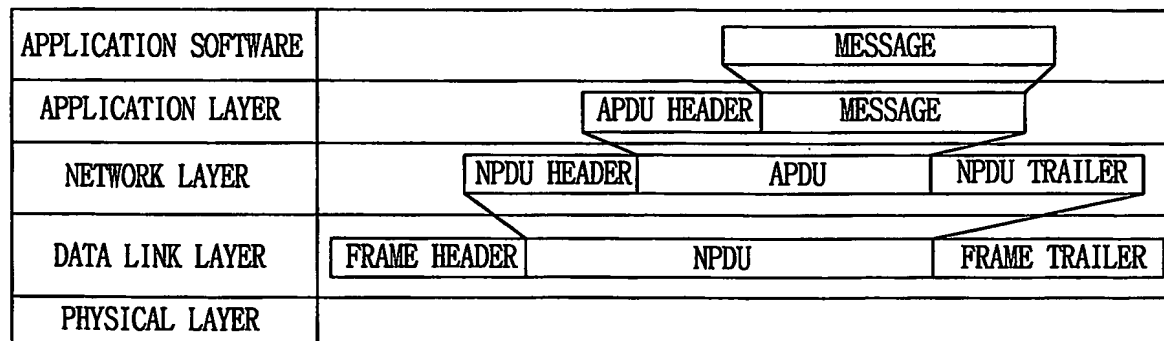 APPLICATION SOFTWARE
MESSAGE
APPLICATION LAYER
APDU HEADER
MESSAGE
NETWORK LAYER
NPDU HEADER
APDU
NPDU TRAILER
DATA LINK LAYER
FRAME HEADER
NPDU
FRAME TRAILER
PHYSICAL LAYER